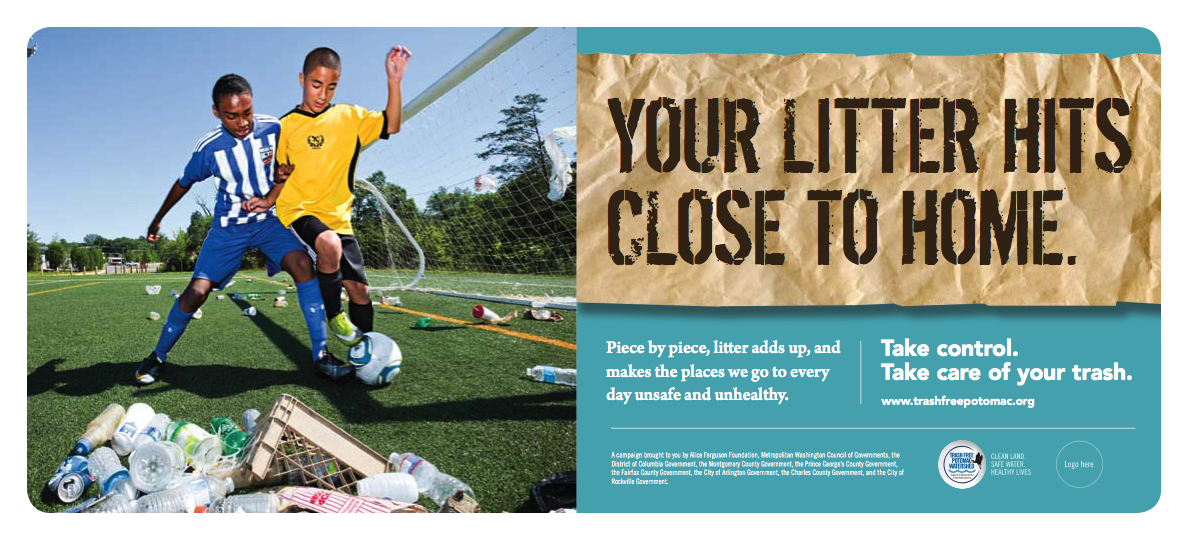 YOUR LITTER HITS
CLOSE TO HOME.
Piece by piece, litter adds up, and
makes the places we go to every
day unsafe and unhealthy.
Take control.
Take care of your trash.
www.trashfreepotomac.org
A campaign brought to you by Alice Ferguson Foundation, Metropolitan Washington Council of Governments, the
District of Columbia Government, the Montgomery County Government, the Prince George's County Government,
the Fairfax County Government, the City of Arlington Government, the Charles County Government, and the City of
Rockville Government.
TRASH FREE
POTOMAC
WATERSHED
CLEAN LAND.
SAFE WATER.
HEALTHY LIVES
Logo here